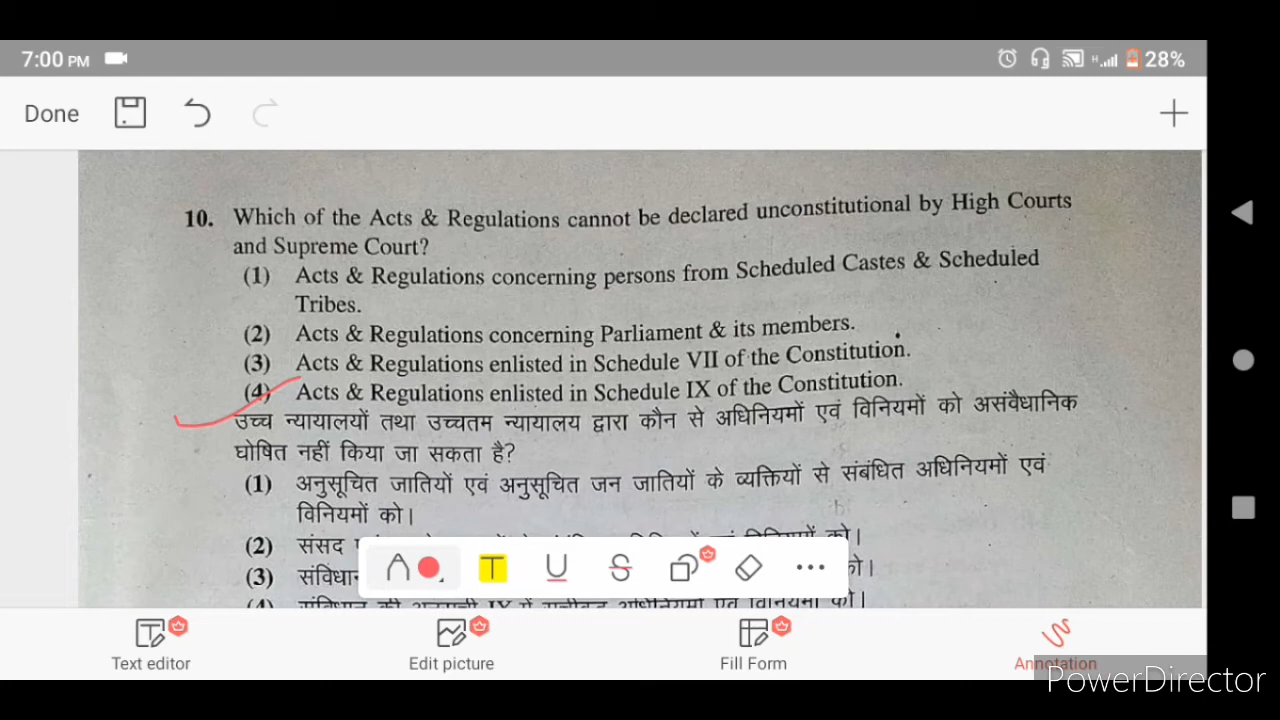 7:00 PM
H 28%
Done
10. Which of the Acts & Regulations cannot be declared unconstitutional by High Courts
and Supreme Court?
(1) Acts & Regulations concerning persons from Scheduled Castes & Scheduled
Tribes.
(2) Acts & Regulations concerning Parliament & its members.
(3) Acts & Regulations enlisted in Schedule VII of the Constitution.
(4) Acts & Regulations enlisted in Schedule IX of the Constitution.
उच्च न्यायालयों तथा उच्चतम न्यायालय द्वारा कौन से अधिनियमों एवं विनियमों को असंवैधानिक
घोषित नहीं किया जा सकता है?
(1) अनुसूचित जातियों एवं अनुसूचित जन जातियों के व्यक्तियों से संबंधित अधिनियमों एवं
विनियमों को।
(2) संसद को।
(3) को।
T U S
Text editor Edit picture Fill Form Annotation
PowerDirector